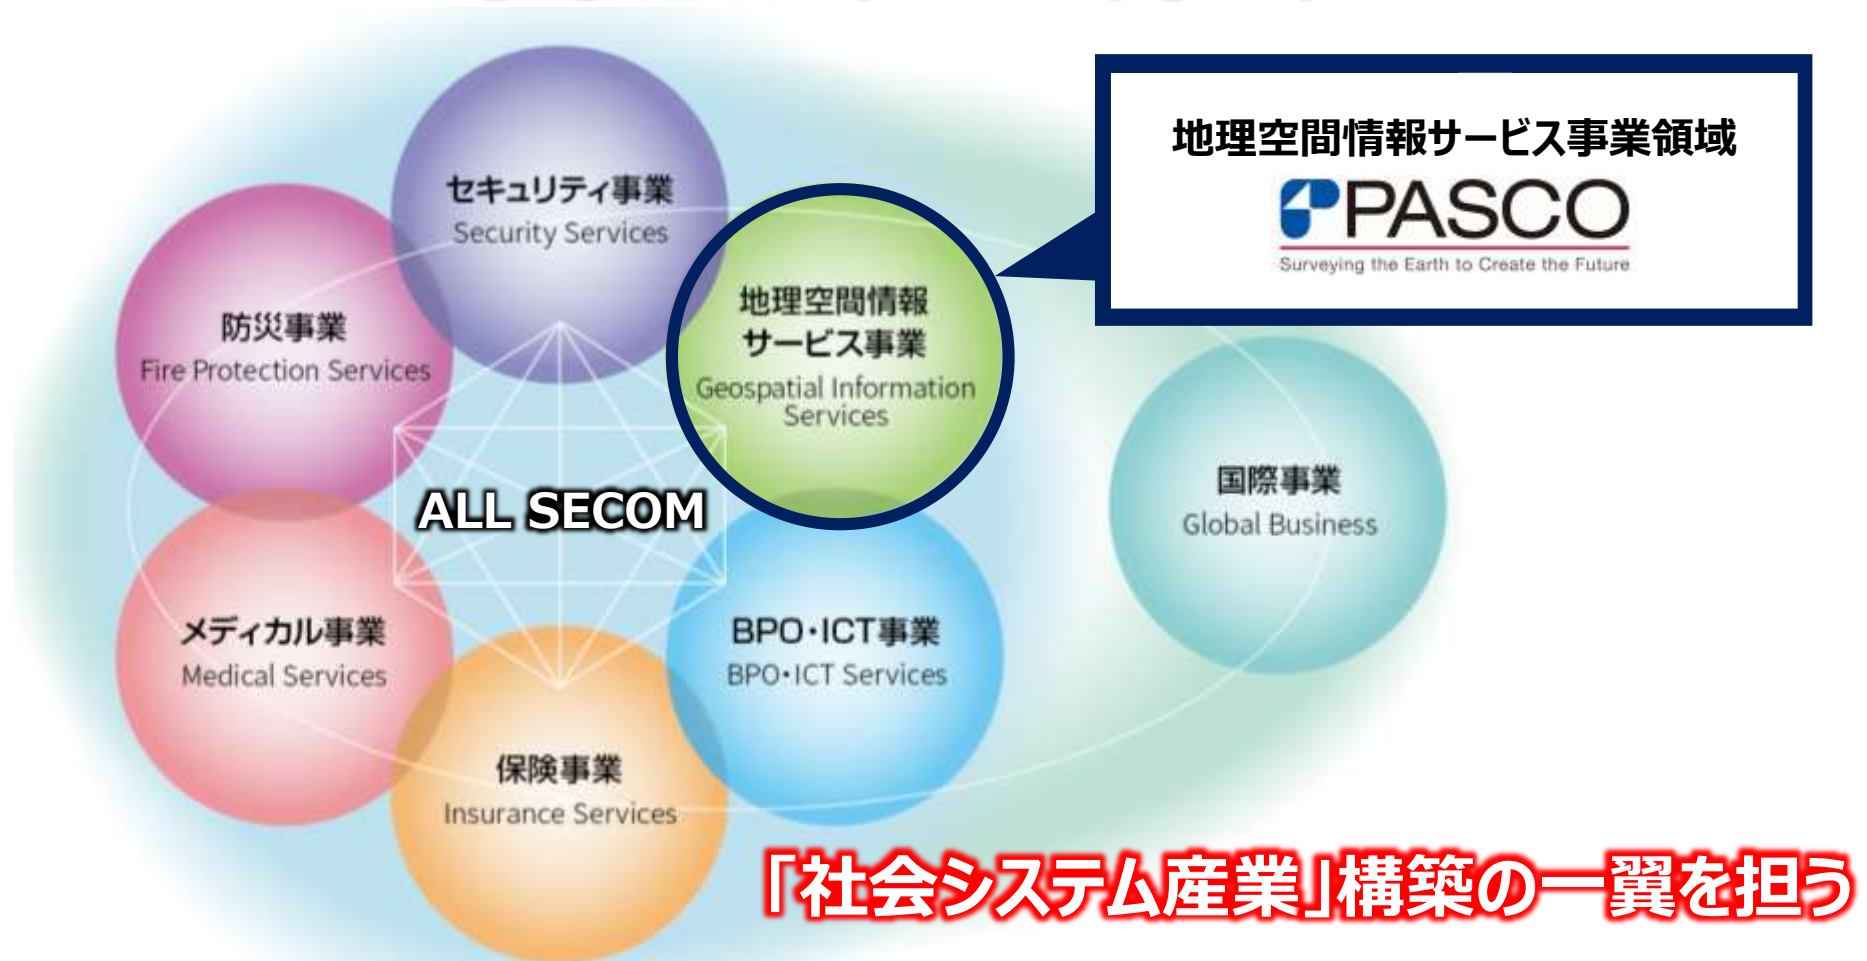 地理空間情報サービス事業領域
PASCO
Surveying the Earth to Create the Future
セキュリティ事業
Security Services
防災事業
Fire Protection Services
地理空間情報
サービス事業
Geospatial Information
Services
国際事業
Global Business
ALL SECOM
メディカル事業
Medical Services
BPO・ICT事業
BPO・ICT Services
保険事業
Insurance Services
「社会システム産業」構築の一翼を担う